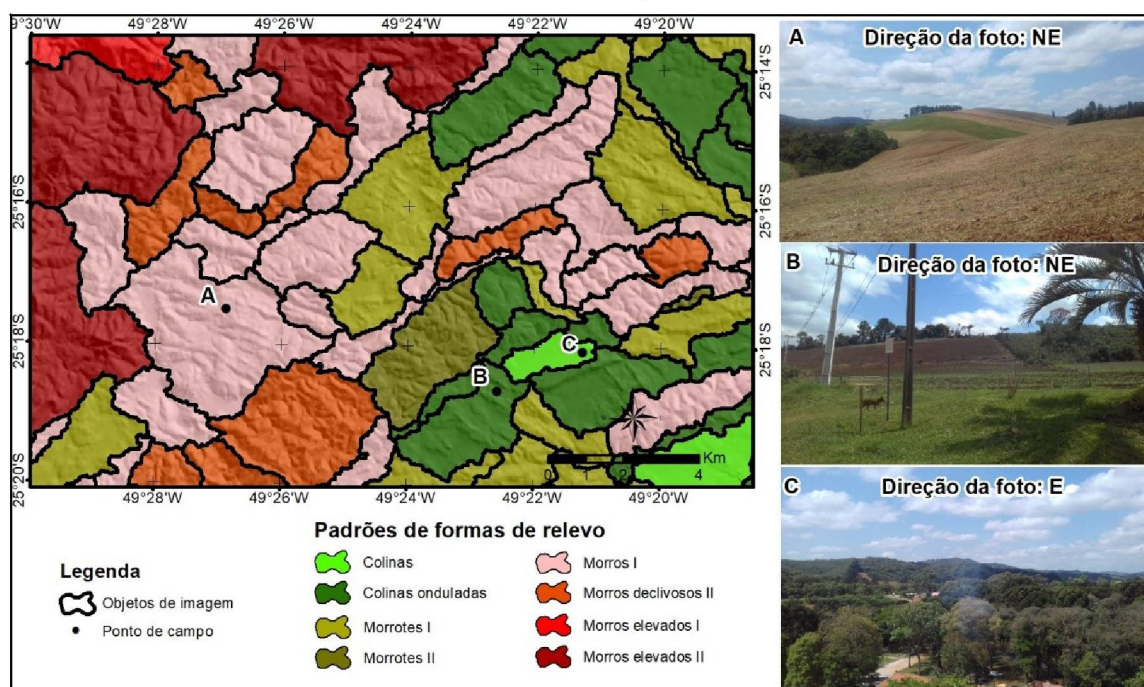 9°30'W 49°28'W 49°26'W 49°24'W 49°22'W 49°20'W
25°14'S
25°16'S 25°16'S
25°18'S 25°18'S
25°20'S
49°28'W 49°26'W 49°24'W 49°22'W 49°20'W
A
B
C
Km
0 1 2 4
Legenda
Objetos de imagem
Ponto de campo
Padrões de formas de relevo
Colinas
Colinas onduladas
Morrotes I
Morrotes II
Morros I
Morros declivosos II
Morros elevados I
Morros elevados II
A Direção da foto: NE
B Direção da foto: NE
C Direção da foto: E